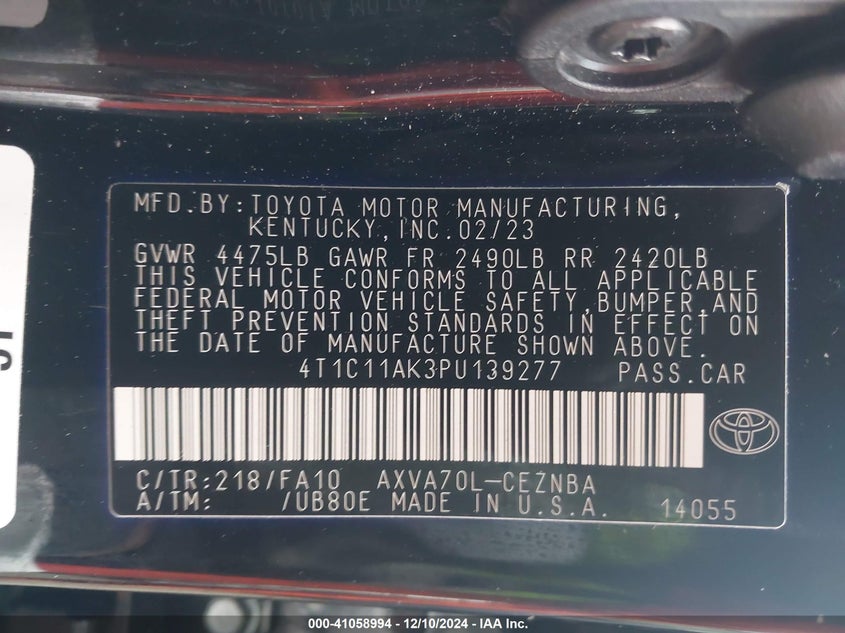 MFD.BY:TOYOTA MOTOR MANUFACTURING,
KENTUCKY,INC.02/23
GVWR 4475LB GAWR FR 2490LB RR 2420LB
THIS VEHICLE CONFORMS TO ALL APPLICABLE
FEDERAL MOTOR VEHICLE SAFETY,BUMPER,AND
THEFT PREVENTION STANDARDS IN EFFECT ON
THE DATE OF MANUFACTURE SHOWN ABOVE.
4T1C11AK3PU139277 PASS.CAR
C/TR:218/FA10 AXVA70L-CEZNBA
A/TM: /UB80E MADE IN U.S.A. 14055
000-41058994 - 12/10/2024 - IAA Inc.